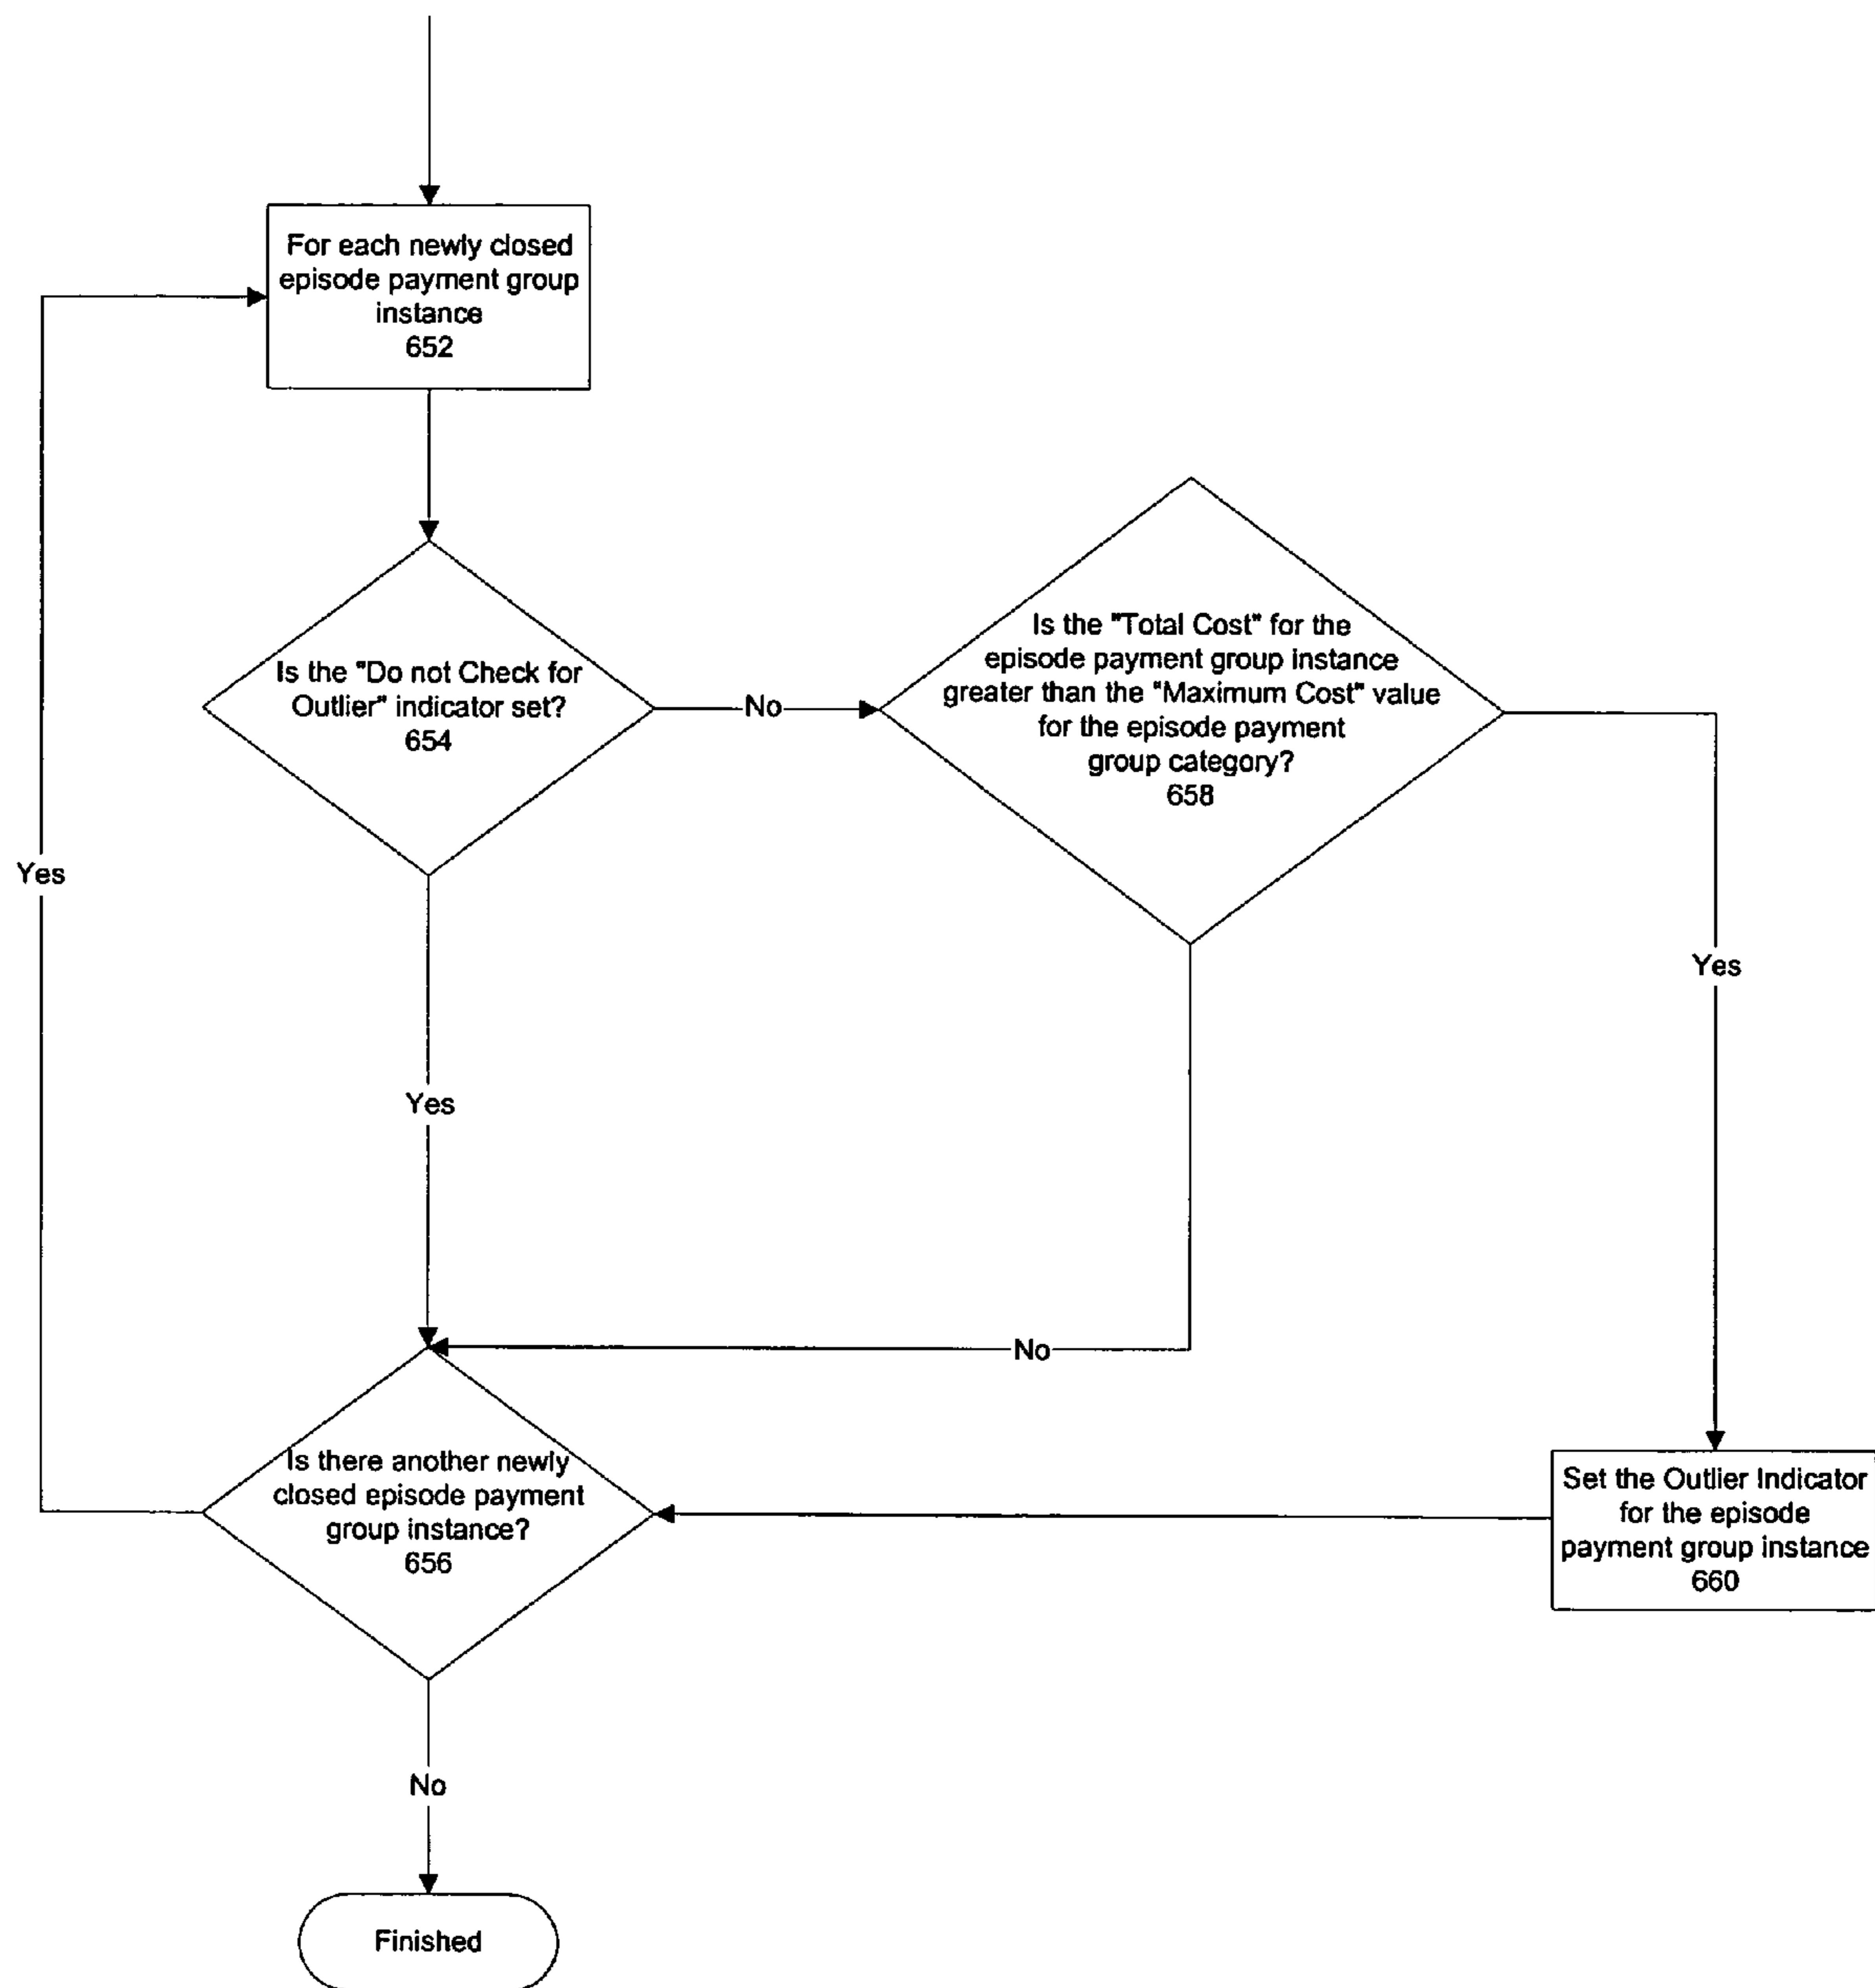 For each newly closed
episode payment group
instance
652
Is the "Do not Check for
Outlier" indicator set?
654
No
Is the "Total Cost" for the
episode payment group instance
greater than the "Maximum Cost" value
for the episode payment
group category?
658
Yes
Yes
Yes
No
Is there another newly
closed episode payment
group instance?
656
Set the Outlier Indicator
for the episode
payment group instance
660
No
Finished